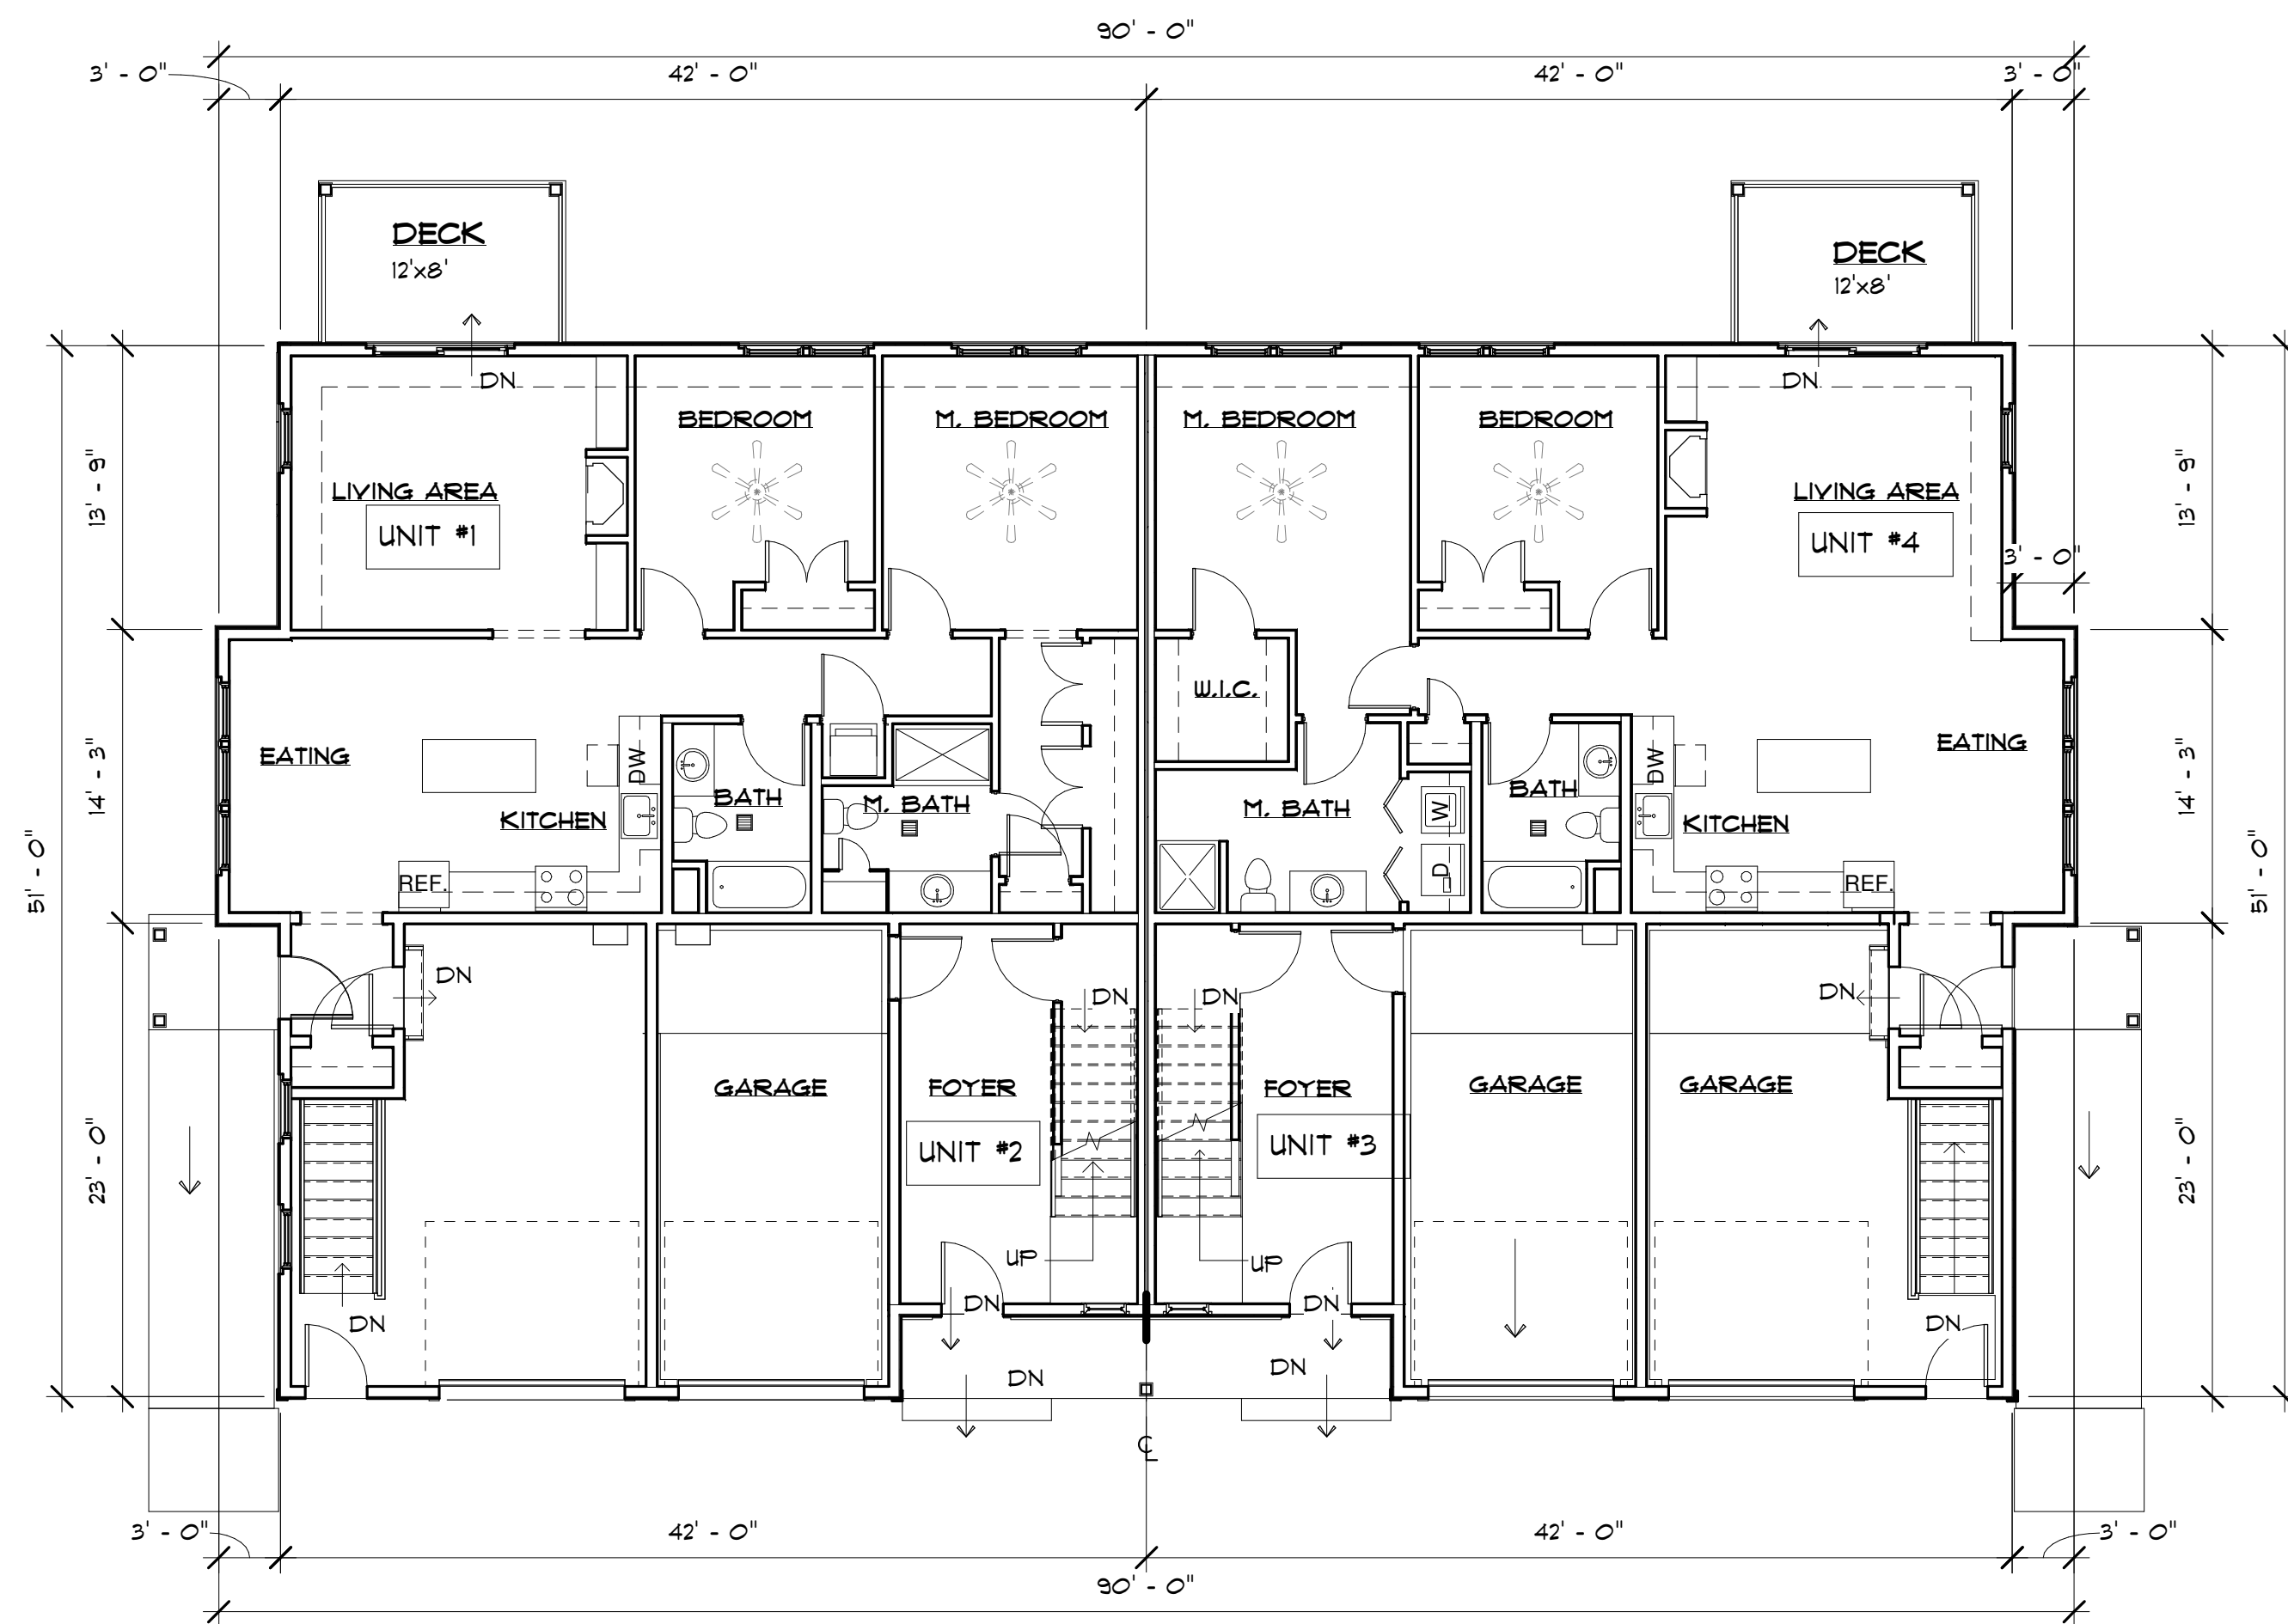 90' - 0"
3' - 0"
42' - 0"
42' - 0"
3' - 0"
DECK
12'x8'
DECK
12'x8'
DN
DN
BEDROOM
M. BEDROOM
M. BEDROOM
BEDROOM
13' - 9"
LIVING AREA
UNIT #1
LIVING AREA
UNIT #4
13' - 9"
3' - 0"
W.I.C.
EATING
EATING
14' - 3"
DW
DW
14' - 3"
BATH
M. BATH
M. BATH
W
BATH
KITCHEN
KITCHEN
51' - 0"
51' - 0"
REF.
D
REF.
DN
DN
DN
DN
GARAGE
FOYER
FOYER
GARAGE
GARAGE
UNIT #2
UNIT #3
23' - 0"
23' - 0"
UP
UP
DN
DN
DN
DN
DN
DN
CL
3' - 0"
42' - 0"
42' - 0"
3' - 0"
90' - 0"